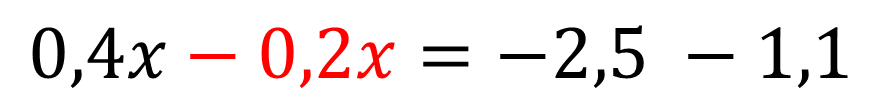 0,4x − 0,2x = −2,5 − 1,1